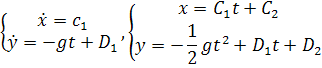 {ẋ = c₁
ẏ = −gt + D₁ ,
{x = C₁t + C₂
y = −½gt² + D₁t + D₂